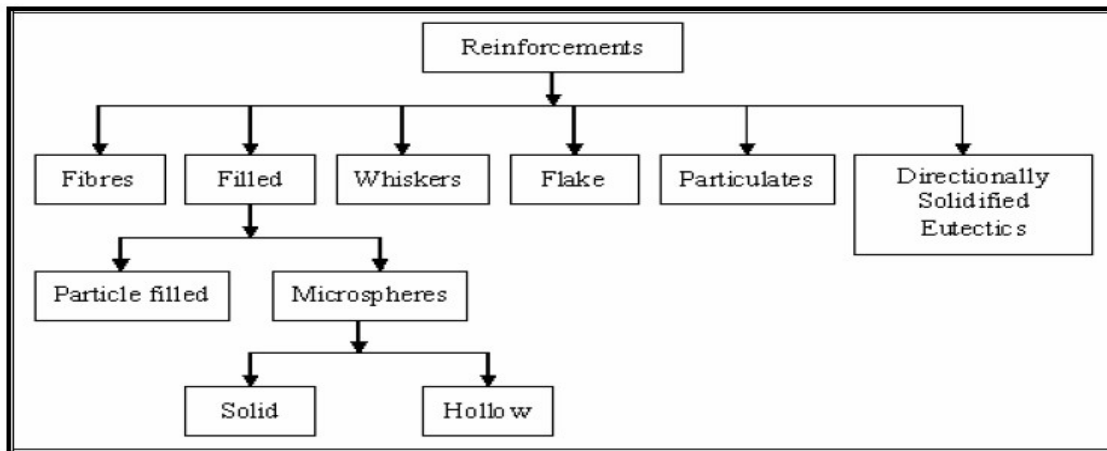 Reinforcements
Fibres
Filled
Whiskers
Flake
Particulates
Directionally
Solidified
Eutectics
Particle filled
Microspheres
Solid
Hollow